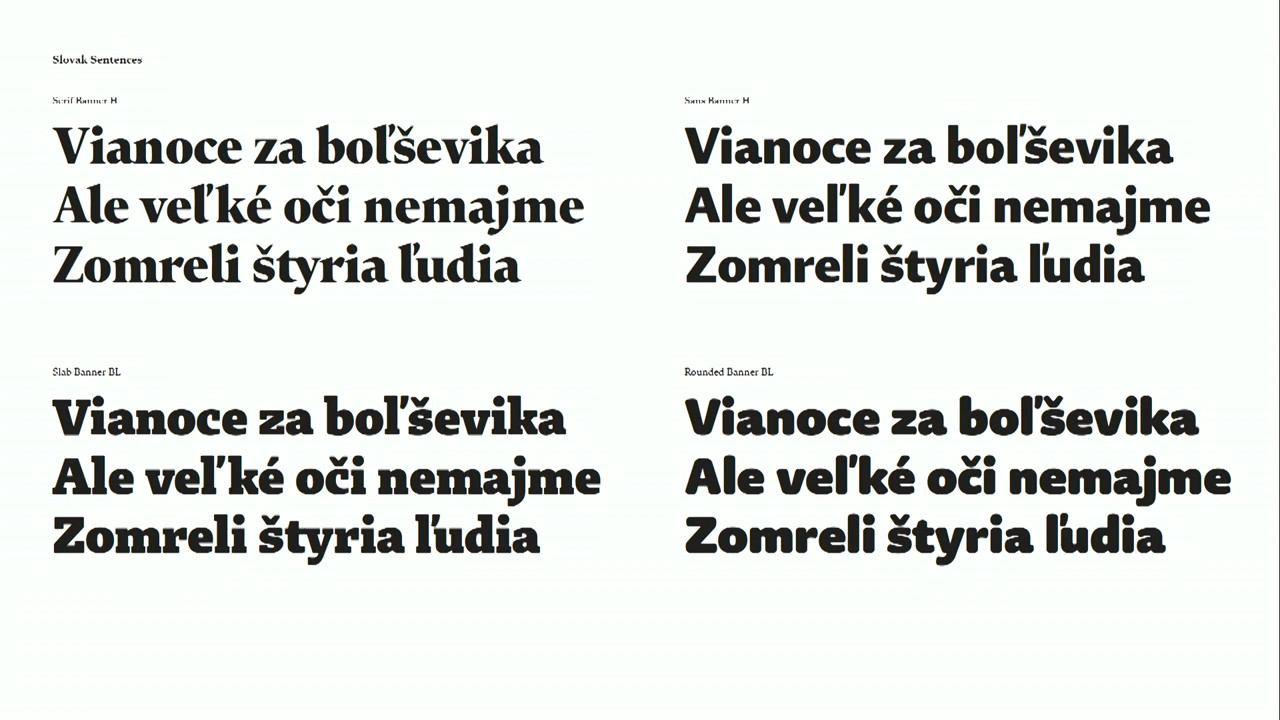 Slovak Sentences
Serif Banner H
Vianoce za boľševika
Ale veľké oči nemajme
Zomreli štyria ľudia
Sans Banner H
Vianoce za boľševika
Ale veľké oči nemajme
Zomreli štyria ľudia
Slab Banner BL
Vianoce za boľševika
Ale veľké oči nemajme
Zomreli štyria ľudia
Rounded Banner BL
Vianoce za boľševika
Ale veľké oči nemajme
Zomreli štyria ľudia